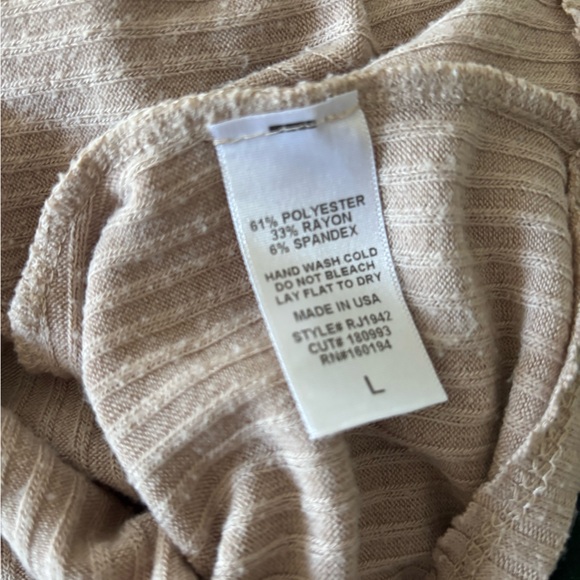 61% POLYESTER
33% RAYON
6% SPANDEX
HAND WASH COLD
DO NOT BLEACH
LAY FLAT TO DRY
MADE IN USA
STYLE# RJ1942
CUT# 180993
RN#160194
L